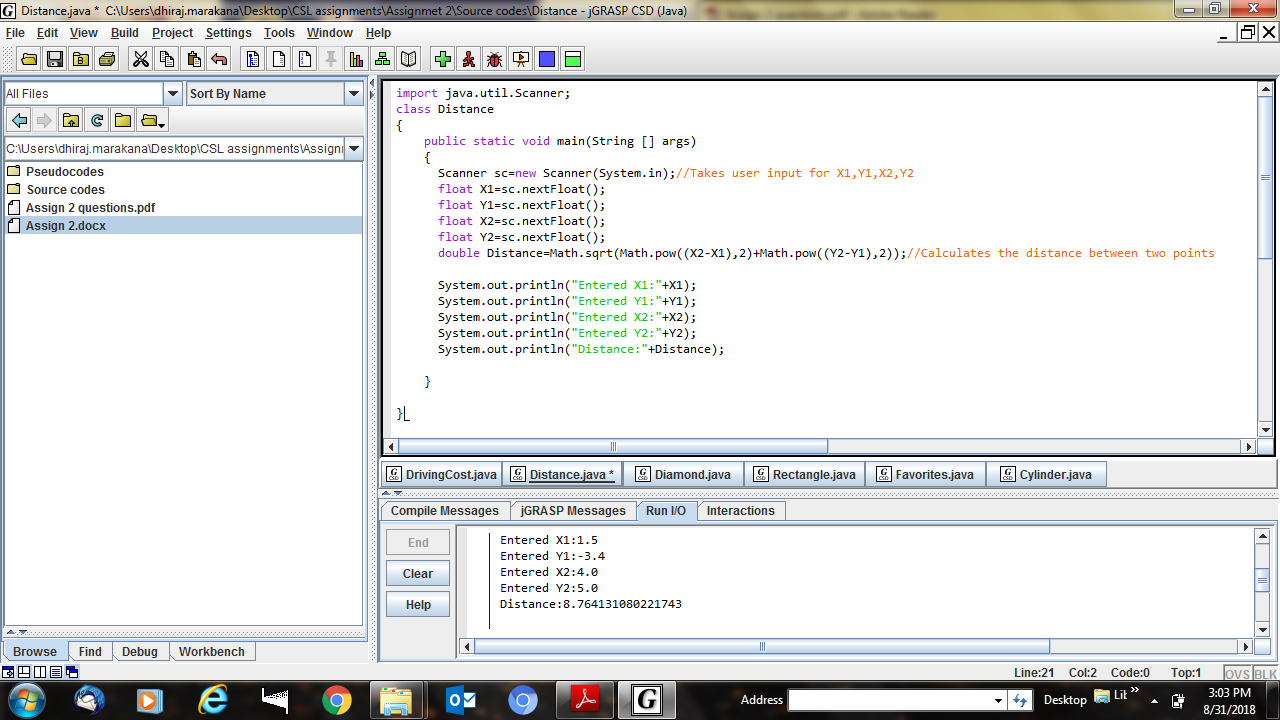 Distance.java *  C:\Users\dhiraj.marakana\Desktop\CSL assignments\Assignmet 2\Source codes\Distance - jGRASP CSD (Java)
File Edit View Build Project Settings Tools Window Help
All Files
Sort By Name
C:\Users\dhiraj.marakana\Desktop\CSL assignments\Assignr
Pseudocodes
Source codes
Assign 2 questions.pdf
Assign 2.docx
Browse Find Debug Workbench
import java.util.Scanner;
class Distance
{
public static void main(String [] args)
{
Scanner sc=new Scanner(System.in);//Takes user input for X1,Y1,X2,Y2
float X1=sc.nextFloat();
float Y1=sc.nextFloat();
float X2=sc.nextFloat();
float Y2=sc.nextFloat();
double Distance=Math.sqrt(Math.pow((X2-X1),2)+Math.pow((Y2-Y1),2));//Calculates the distance between two points
System.out.println("Entered X1:"+X1);
System.out.println("Entered Y1:"+Y1);
System.out.println("Entered X2:"+X2);
System.out.println("Entered Y2:"+Y2);
System.out.println("Distance:"+Distance);
}
}
DrivingCost.java Distance.java * Diamond.java Rectangle.java Favorites.java Cylinder.java
Compile Messages jGRASP Messages Run I/O Interactions
End
Clear
Help
Entered X1:1.5
Entered Y1:-3.4
Entered X2:4.0
Entered Y2:5.0
Distance:8.764131080221743
Line:21 Col:2 Code:0 Top:1 OVS BLK
Address Desktop Lit
3:03 PM
8/31/2018